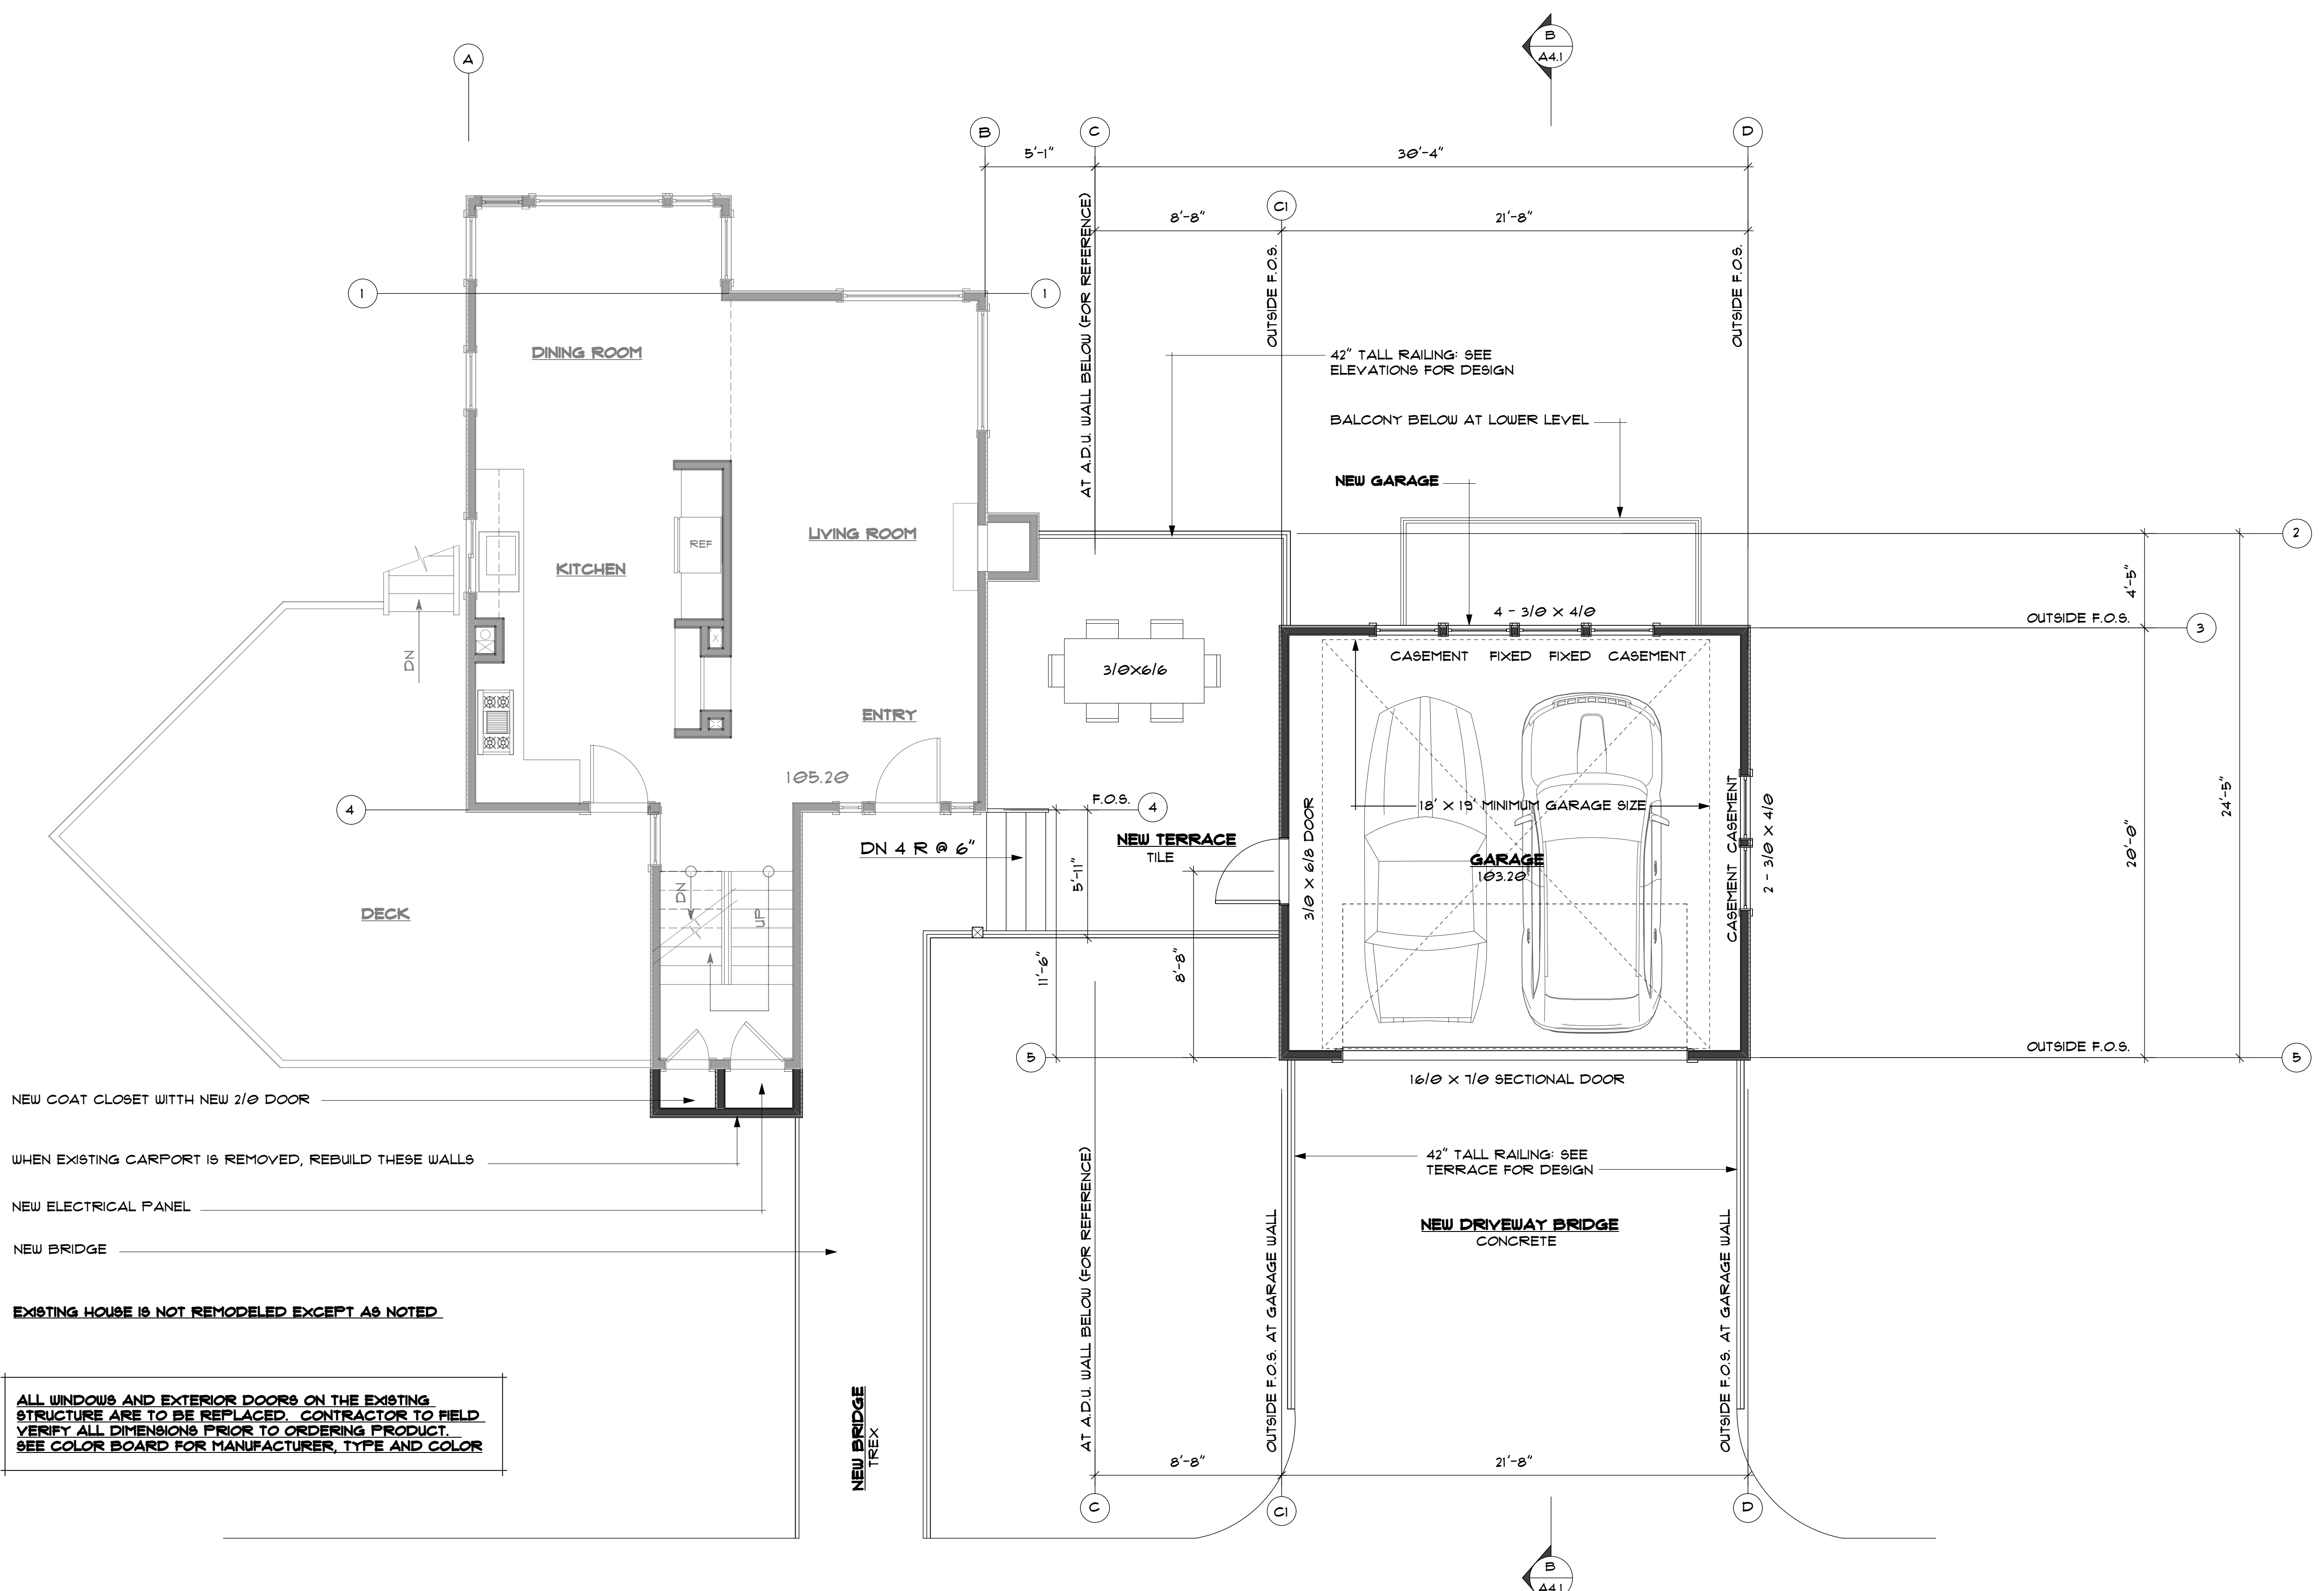 B
A4.1
A
B
C
D
5'-1"
30'-4"
C1
8'-8"
21'-8"
AT A.D.U. WALL BELOW (FOR REFERENCE)
OUTSIDE F.O.S.
OUTSIDE F.O.S.
1
1
DINING ROOM
42" TALL RAILING: SEE
ELEVATIONS FOR DESIGN
BALCONY BELOW AT LOWER LEVEL
NEW GARAGE
LIVING ROOM
REF
KITCHEN
2
4'-5"
4 - 3/0 X 4/0
OUTSIDE F.O.S.
3
CASEMENT FIXED FIXED CASEMENT
DN
3/0X6/6
ENTRY
105.20
4
F.O.S.
4
18' X 19' MINIMUM GARAGE SIZE
24'-5"
20'-0"
NEW TERRACE
TILE
DN 4 R @ 6"
5'-11"
3/0 X 6/8 DOOR
GARAGE
103.20
CASEMENT CASEMENT
2 - 3/0 X 4/0
DECK
DN
UP
11'-6"
8'-8"
5
OUTSIDE F.O.S.
5
16/0 X 7/0 SECTIONAL DOOR
NEW COAT CLOSET WITTH NEW 2/0 DOOR
WHEN EXISTING CARPORT IS REMOVED, REBUILD THESE WALLS
42" TALL RAILING: SEE
TERRACE FOR DESIGN
NEW ELECTRICAL PANEL
NEW DRIVEWAY BRIDGE
CONCRETE
NEW BRIDGE
AT A.D.U. WALL BELOW (FOR REFERENCE)
OUTSIDE F.O.S. AT GARAGE WALL
OUTSIDE F.O.S. AT GARAGE WALL
EXISTING HOUSE IS NOT REMODELED EXCEPT AS NOTED
ALL WINDOWS AND EXTERIOR DOORS ON THE EXISTING
STRUCTURE ARE TO BE REPLACED. CONTRACTOR TO FIELD
VERIFY ALL DIMENSIONS PRIOR TO ORDERING PRODUCT.
SEE COLOR BOARD FOR MANUFACTURER, TYPE AND COLOR
NEW BRIDGE
TREX
8'-8"
21'-8"
C
C1
D
B
A4.1